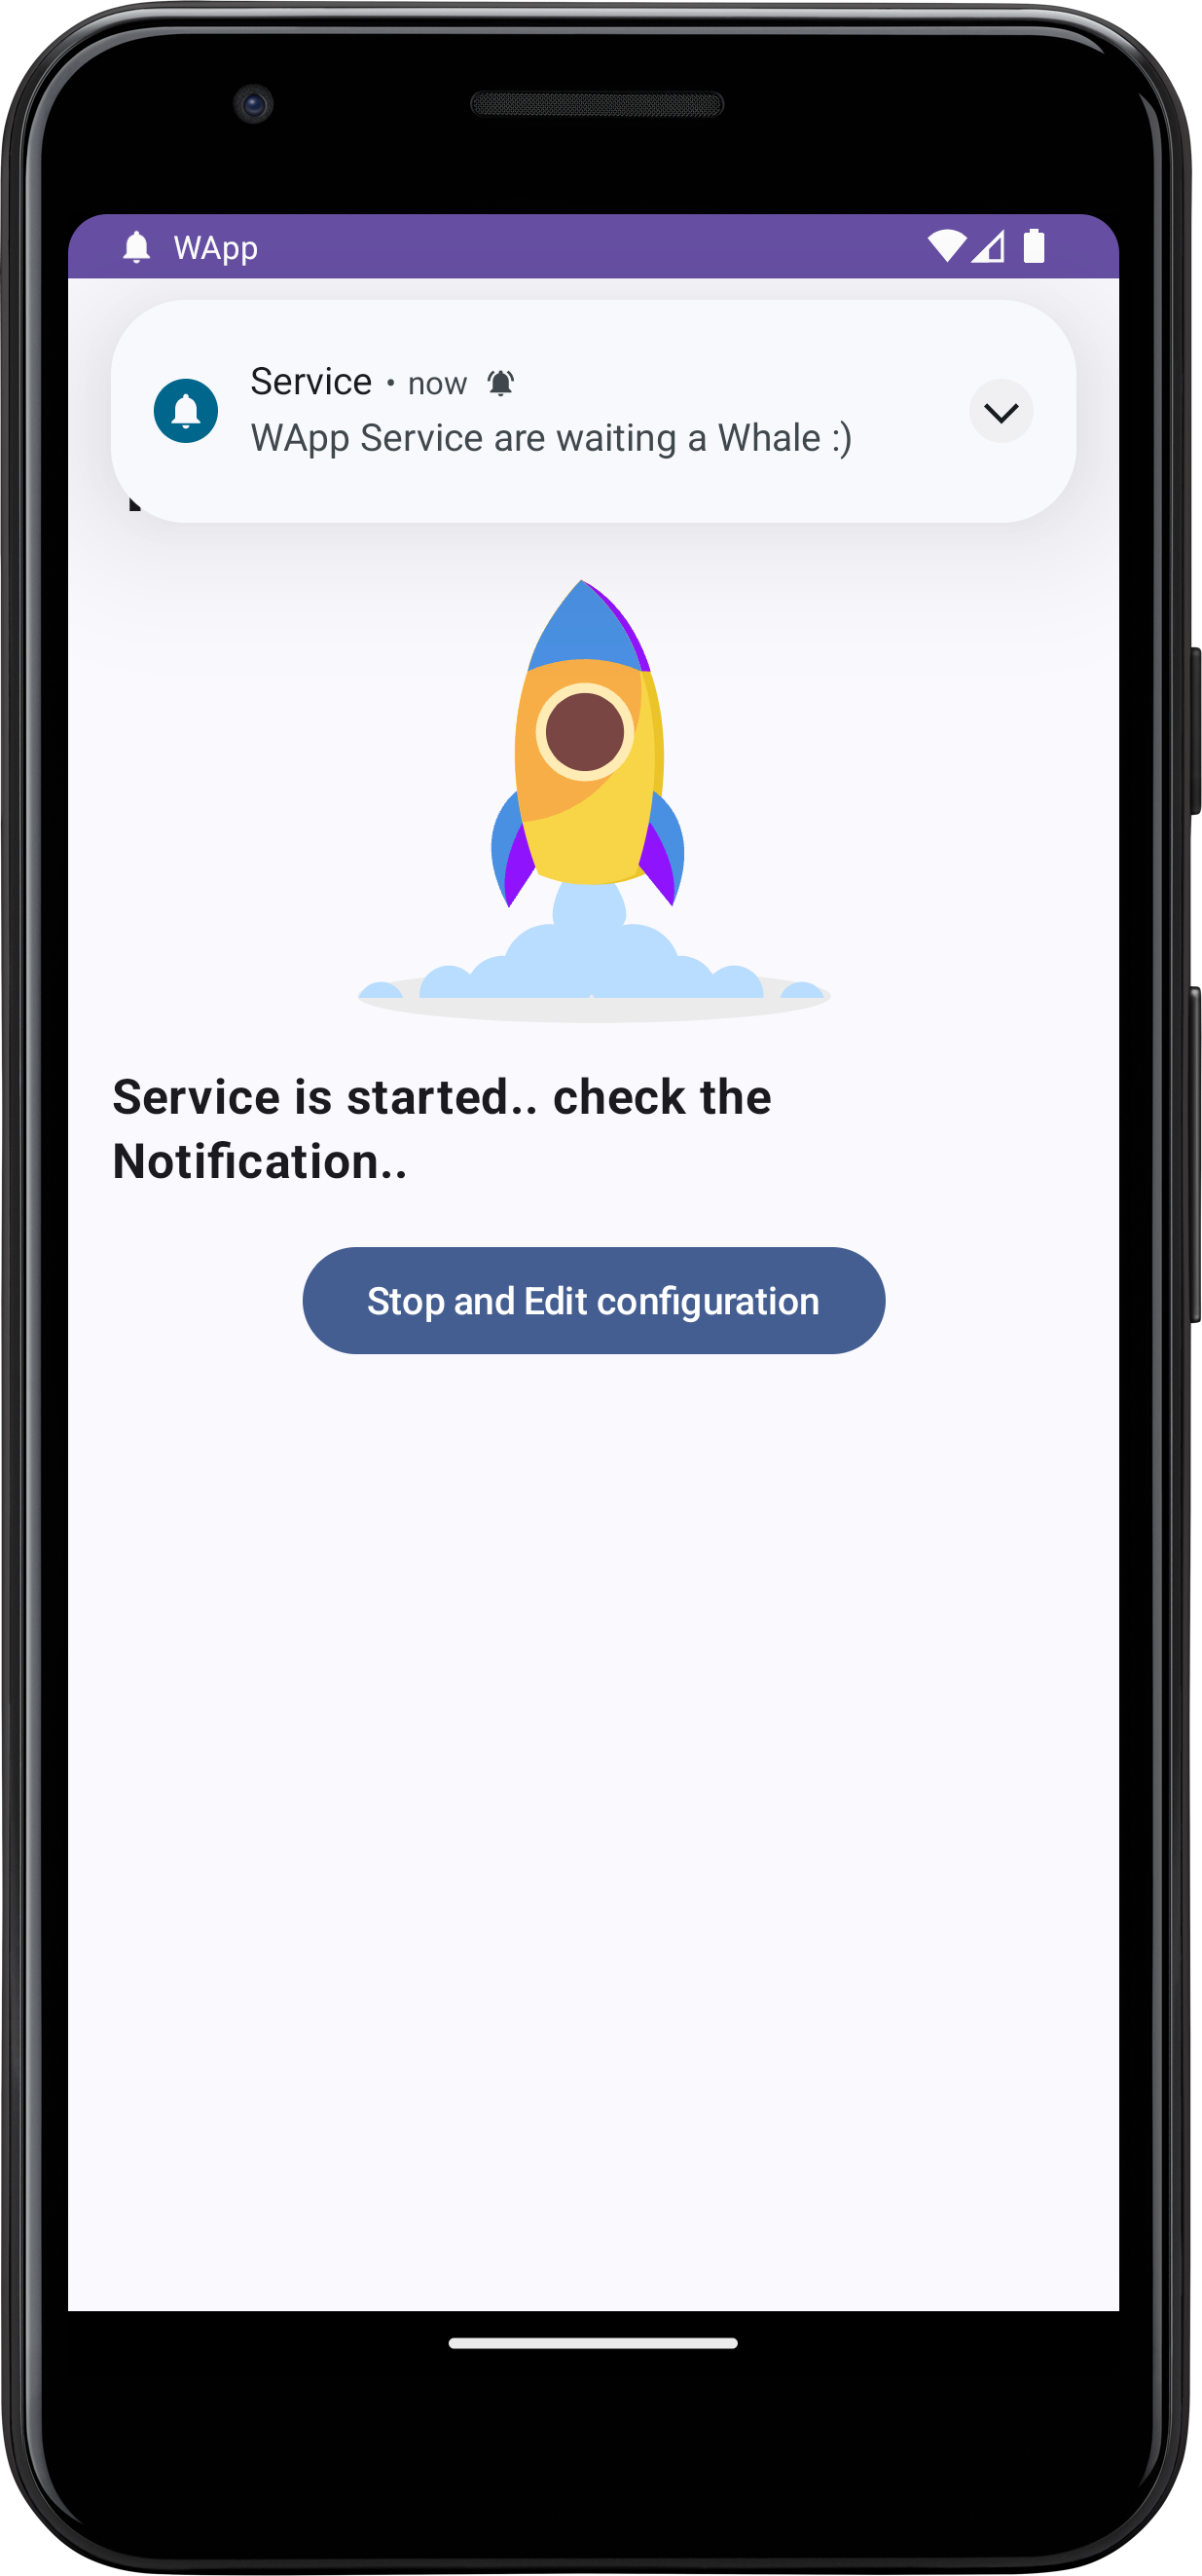 WApp
Service • now
WApp Service are waiting a Whale :)
Service is started.. check the
Notification..
Stop and Edit configuration